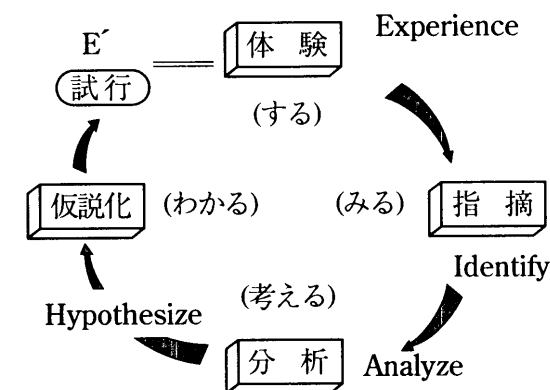 E´
試行
体験
Experience
(する)
仮説化
(わかる)
(みる)
指摘
Identify
Hypothesize
(考える)
分析
Analyze